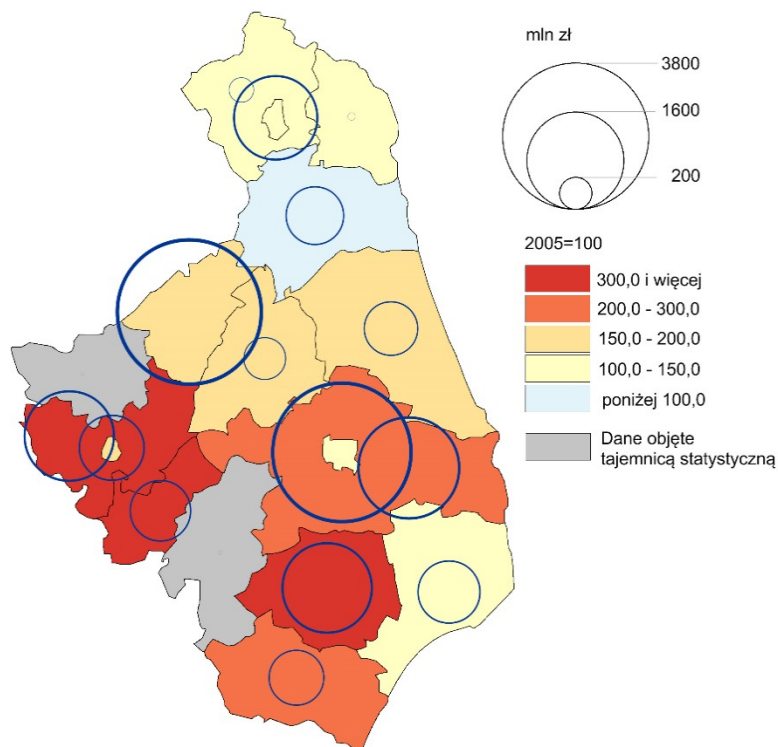 mln zł
3800
1600
200
2005=100
300,0 i więcej
200,0 - 300,0
150,0 - 200,0
100,0 - 150,0
poniżej 100,0
Dane objęte
tajemnicą statystyczną